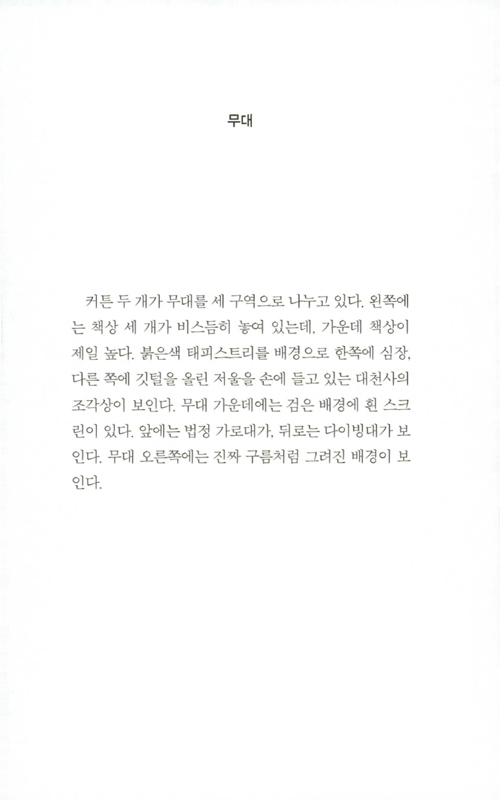 무대
커튼 두 개가 무대를 세 구역으로 나누고 있다. 왼쪽에
는 책상 세 개가 비스듬히 놓여 있는데, 가운데 책상이
제일 높다. 붉은색 태피스트리를 배경으로 한쪽에 심장,
다른 쪽에 깃털을 올린 저울을 손에 들고 있는 대천사의
조각상이 보인다. 무대 가운데에는 검은 배경에 흰 스크
린이 있다. 앞에는 법정 가로대가, 뒤로는 다이빙대가 보
인다. 무대 오른쪽에는 진짜 구름처럼 그려진 배경이 보
인다.